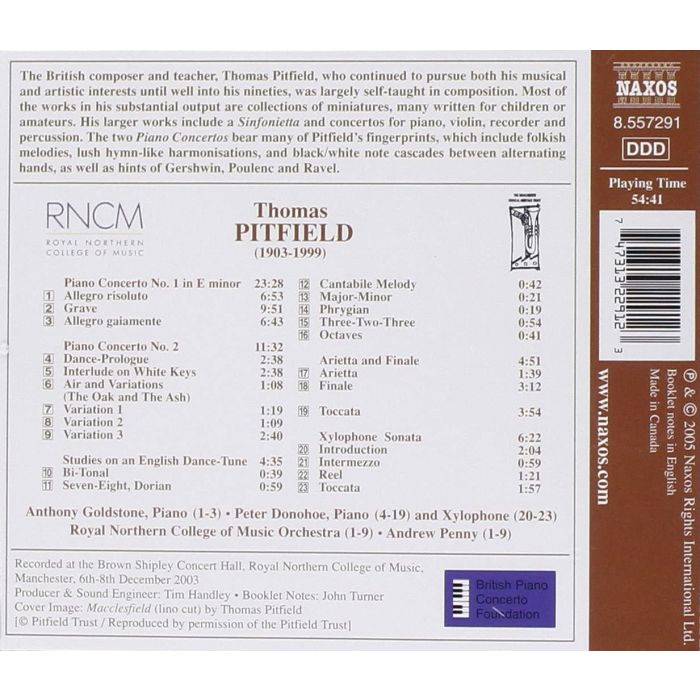 The British composer and teacher, Thomas Pitfield, who continued to pursue both his musical
and artistic interests until well into his nineties, was largely self-taught in composition. Most of
the works in his substantial output are collections of miniatures, many written for children or
amateurs. His larger works include a Sinfonietta and concertos for piano, violin, recorder and
percussion. The two Piano Concertos bear many of Pitfield's fingerprints, which include folkish
melodies, lush hymn-like harmonisations, and black/white note cascades between alternating
hands, as well as hints of Gershwin, Poulenc and Ravel.
RNCM
ROYAL NORTHERN
COLLEGE OF MUSIC
Thomas
PITFIELD
(1903-1999)
Piano Concerto No. 1 in E minor 23:28
1 Allegro risoluto 6:53
2 Grave 9:51
3 Allegro gaiamente 6:43
Piano Concerto No. 2 11:32
4 Dance-Prologue 2:38
5 Interlude on White Keys 2:38
6 Air and Variations 1:08
(The Oak and The Ash)
7 Variation 1 1:19
8 Variation 2 1:09
9 Variation 3 2:40
Studies on an English Dance-Tune 4:35
10 Bi-Tonal 0:39
11 Seven-Eight, Dorian 0:59
12 Cantabile Melody 0:42
13 Major-Minor 0:21
14 Phrygian 0:19
15 Three-Two-Three 0:54
16 Octaves 0:41
Arietta and Finale 4:51
17 Arietta 1:39
18 Finale 3:12
19 Toccata 3:54
Xylophone Sonata 6:22
20 Introduction 2:04
21 Intermezzo 0:59
22 Reel 1:21
23 Toccata 1:57
Anthony Goldstone, Piano (1-3) • Peter Donohoe, Piano (4-19) and Xylophone (20-23)
Royal Northern College of Music Orchestra (1-9) • Andrew Penny (1-9)
Recorded at the Brown Shipley Concert Hall, Royal Northern College of Music,
Manchester, 6th-8th December 2003
Producer & Sound Engineer: Tim Handley • Booklet Notes: John Turner
Cover Image: Macclesfield (lino cut) by Thomas Pitfield
[© Pitfield Trust / Reproduced by permission of the Pitfield Trust]
British Piano
Concerto
Foundation
NAXOS
8.557291
DDD
Playing Time
54:41
7 47313 22912 3
www.naxos.com
℗ & © 2005 Naxos Rights International Ltd.
Booklet notes in English
Made in Canada